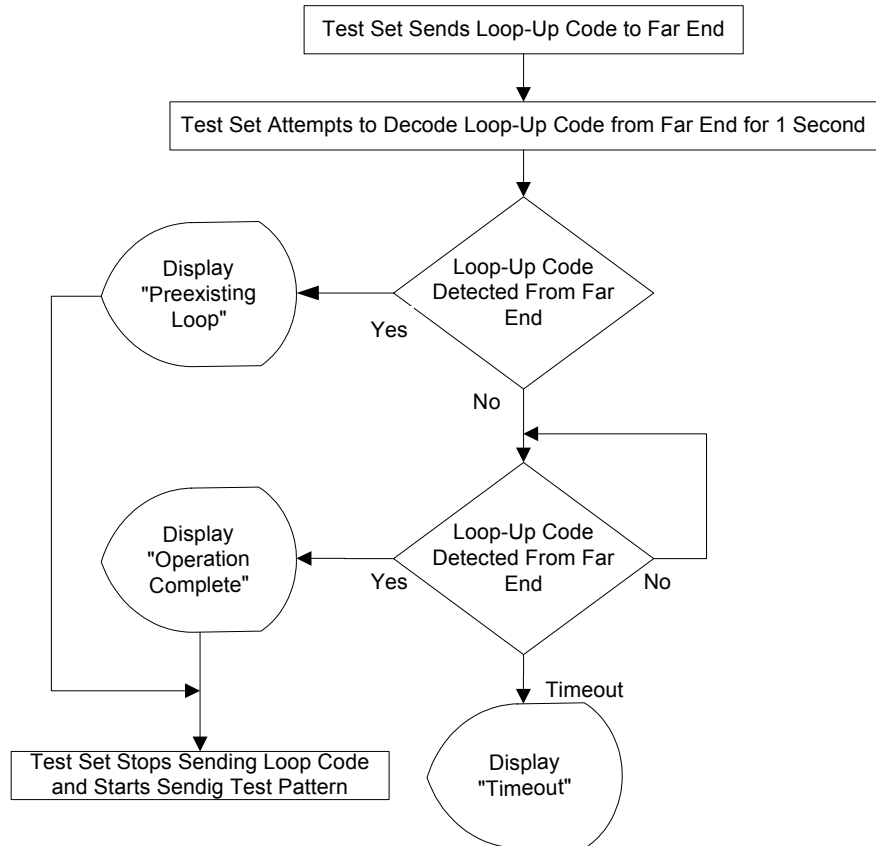 Test Set Sends Loop-Up Code to Far End
Test Set Attempts to Decode Loop-Up Code from Far End for 1 Second
Loop-Up Code
Detected From Far
End
Yes
Display
"Preexisting
Loop"
No
Loop-Up Code
Detected From Far
End
Yes
No
Display
"Operation
Complete"
Timeout
Test Set Stops Sending Loop Code
and Starts Sendig Test Pattern
Display
"Timeout"